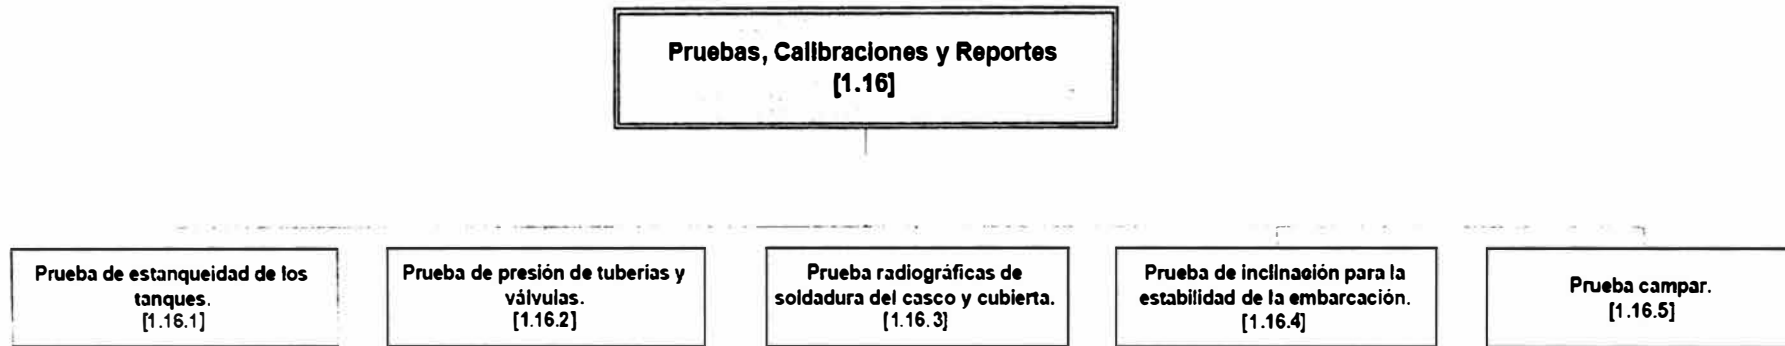 Pruebas, Calibraciones y Reportes
[1.16]
Prueba de estanqueidad de los
tanques.
[1.16.1]
Prueba de presión de tuberías y
válvulas.
[1.16.2]
Prueba radiográficas de
soldadura del casco y cubierta.
[1.16.3]
Prueba de inclinación para la
estabilidad de la embarcación.
[1.16.4]
Prueba campar.
[1.16.5]